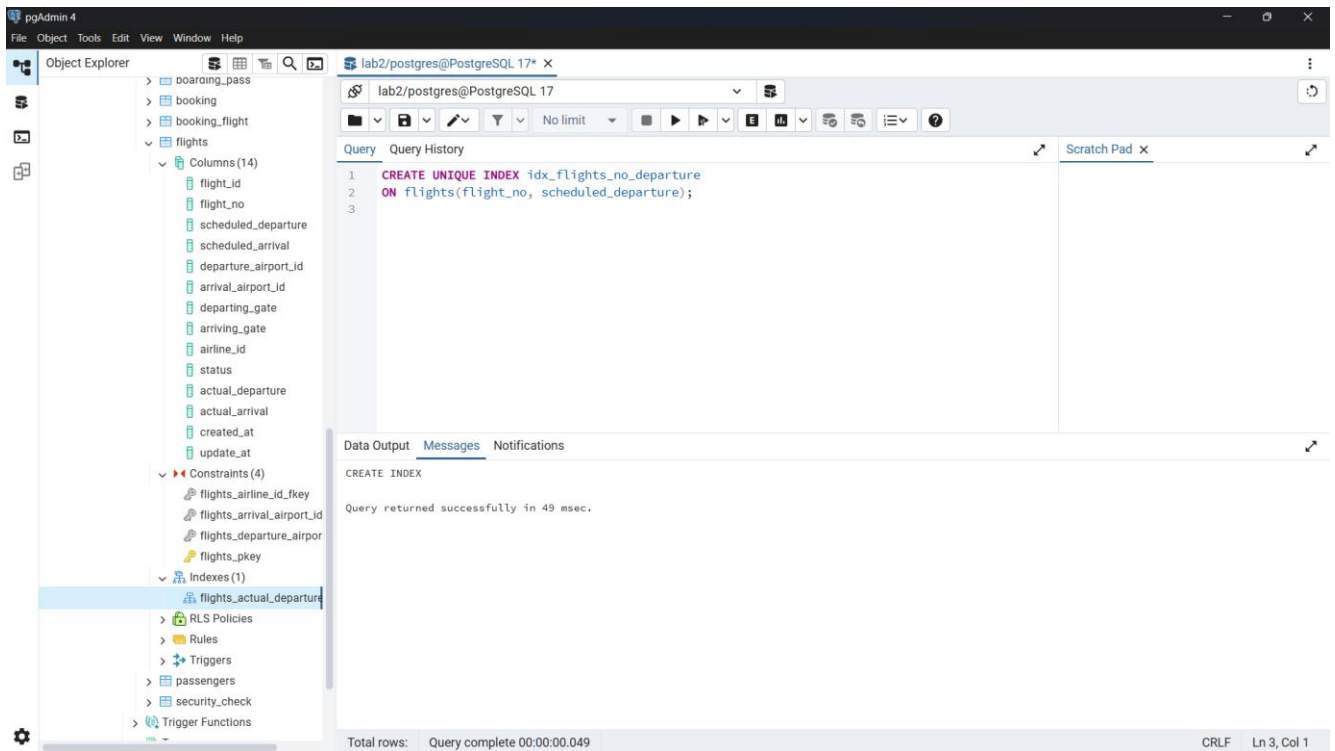 pgAdmin 4
File Object Tools Edit View Window Help
Object Explorer
boarding_pass
booking
booking_flight
flights
Columns (14)
flight_id
flight_no
scheduled_departure
scheduled_arrival
departure_airport_id
arrival_airport_id
departing_gate
arriving_gate
airline_id
status
actual_departure
actual_arrival
created_at
update_at
Constraints (4)
flights_airline_id_fkey
flights_arrival_airport_id
flights_departure_airpor
flights_pkey
Indexes (1)
flights_actual_departure
RLS Policies
Rules
Triggers
passengers
security_check
Trigger Functions
lab2/postgres@PostgreSQL 17*
lab2/postgres@PostgreSQL 17
No limit
E
Query Query History
Scratch Pad
1 CREATE UNIQUE INDEX idx_flights_no_departure
2 ON flights(flight_no, scheduled_departure);
3
Data Output Messages Notifications
CREATE INDEX
Query returned successfully in 49 msec.
Total rows: Query complete 00:00:00.049 CRLF Ln 3, Col 1